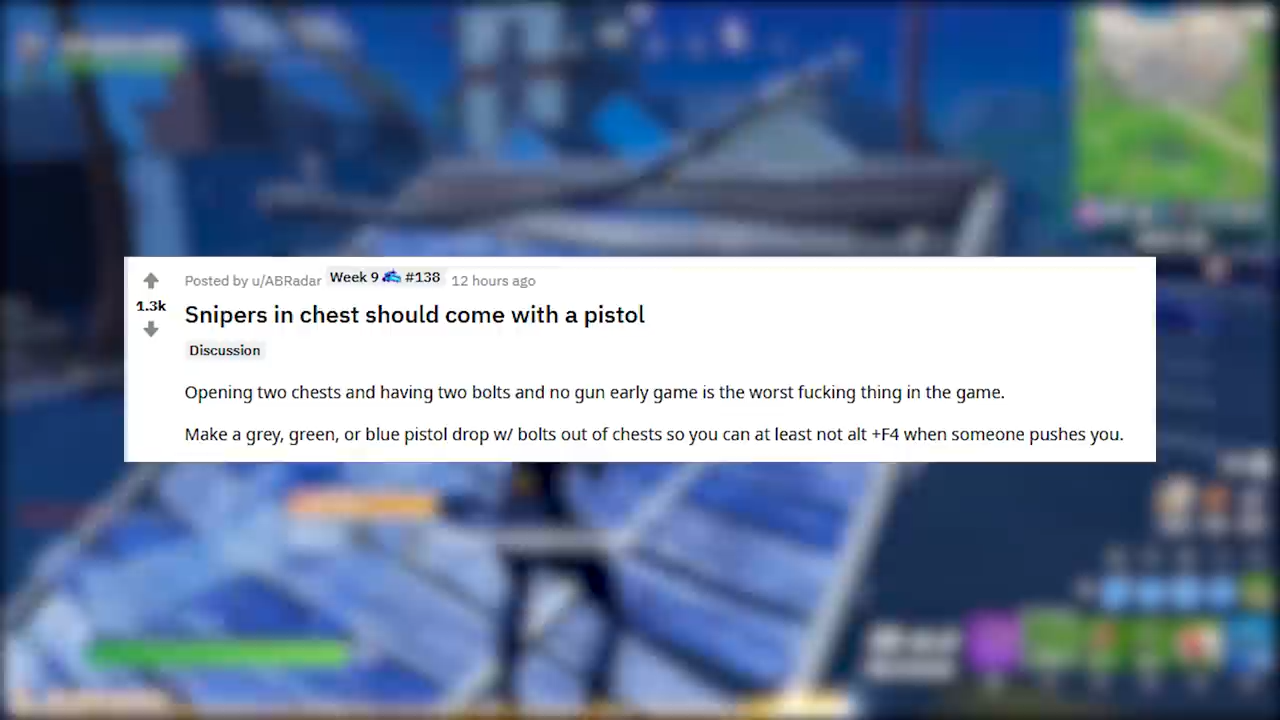 Posted by u/ABRadar Week 9 #138 12 hours ago
1.3k
Snipers in chest should come with a pistol
Discussion
Opening two chests and having two bolts and no gun early game is the worst fucking thing in the game.
Make a grey, green, or blue pistol drop w/ bolts out of chests so you can at least not alt +F4 when someone pushes you.